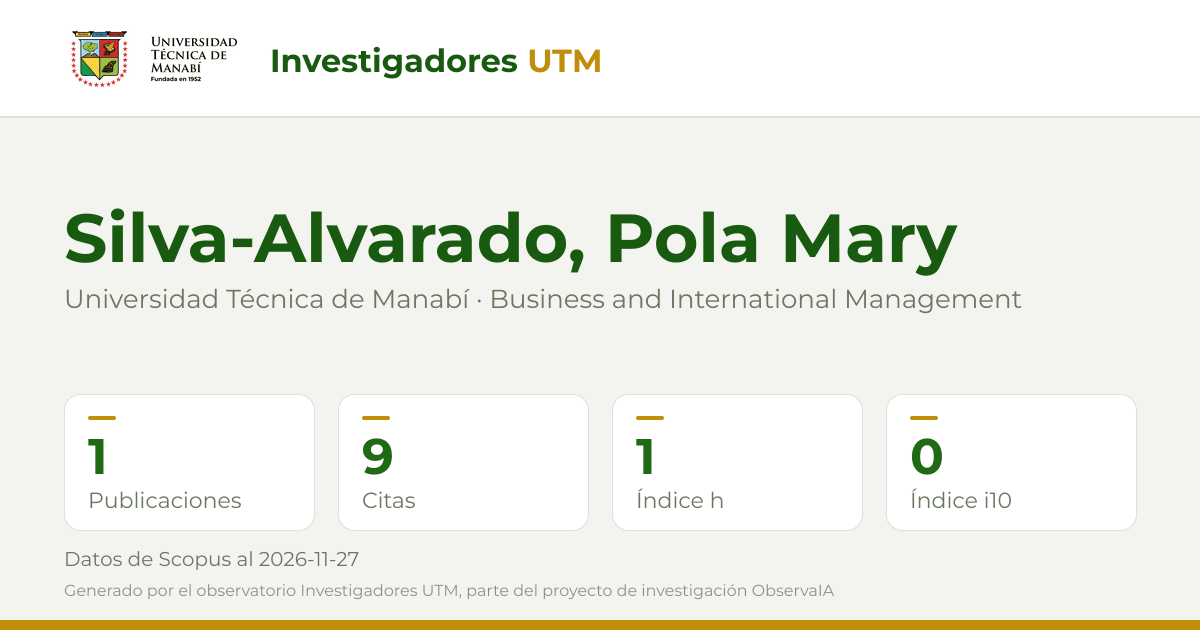 UNIVERSIDAD
TÉCNICA DE
MANABÍ
Fundada en 1952
Investigadores UTM
Silva-Alvarado, Pola Mary
Universidad Técnica de Manabí · Business and International Management
1
Publicaciones
9
Citas
1
Índice h
0
Índice i10
Datos de Scopus al 2026-11-27
Generado por el observatorio Investigadores UTM, parte del proyecto de investigación ObservaIA